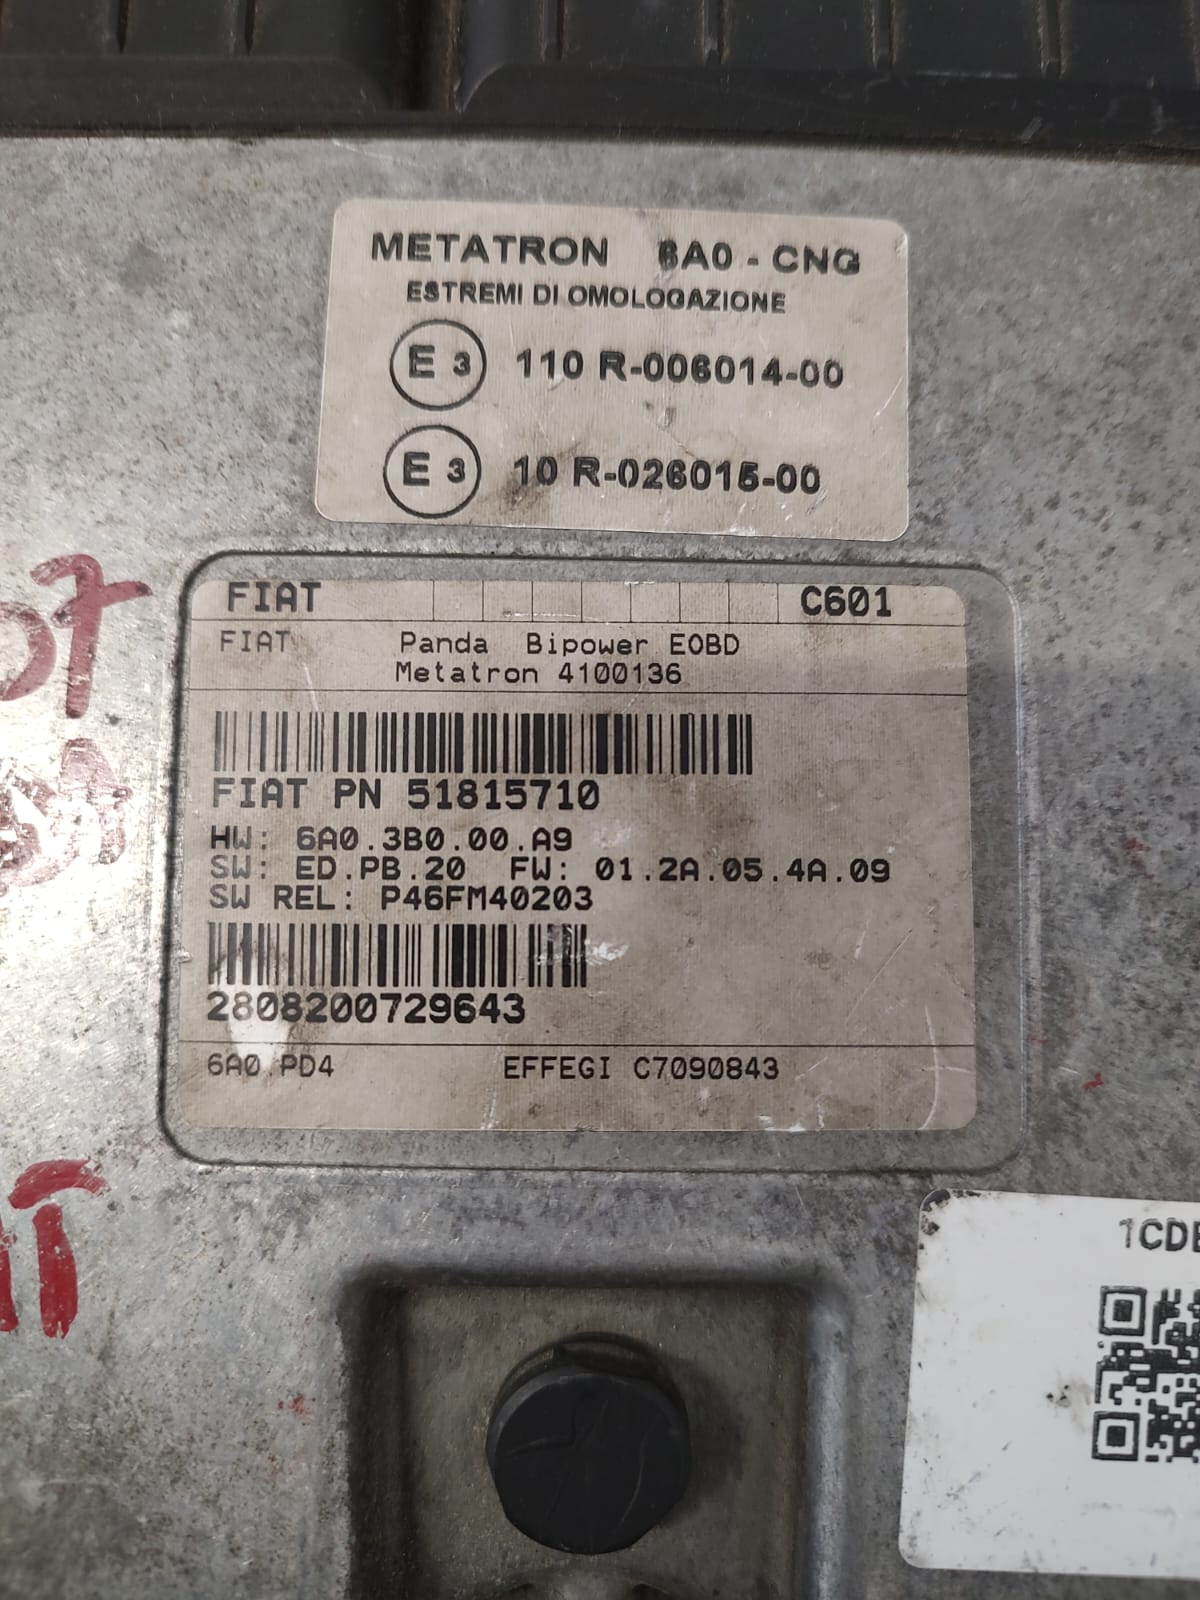 METATRON 6A0 - CNG
ESTREMI DI OMOLOGAZIONE
E 3 110 R-006014-00
E 3 10 R-026015-00
FIAT C601
FIAT Panda Bipower EOBD
Metatron 4100136
FIAT PN 51815710
HW: 6A0.3B0.00.A9
SW: ED.PB.20 FW: 01.2A.05.4A.09
SW REL: P46FM40203
2808200729643
6A0.PD4 EFFEGI C7090843
1CDE